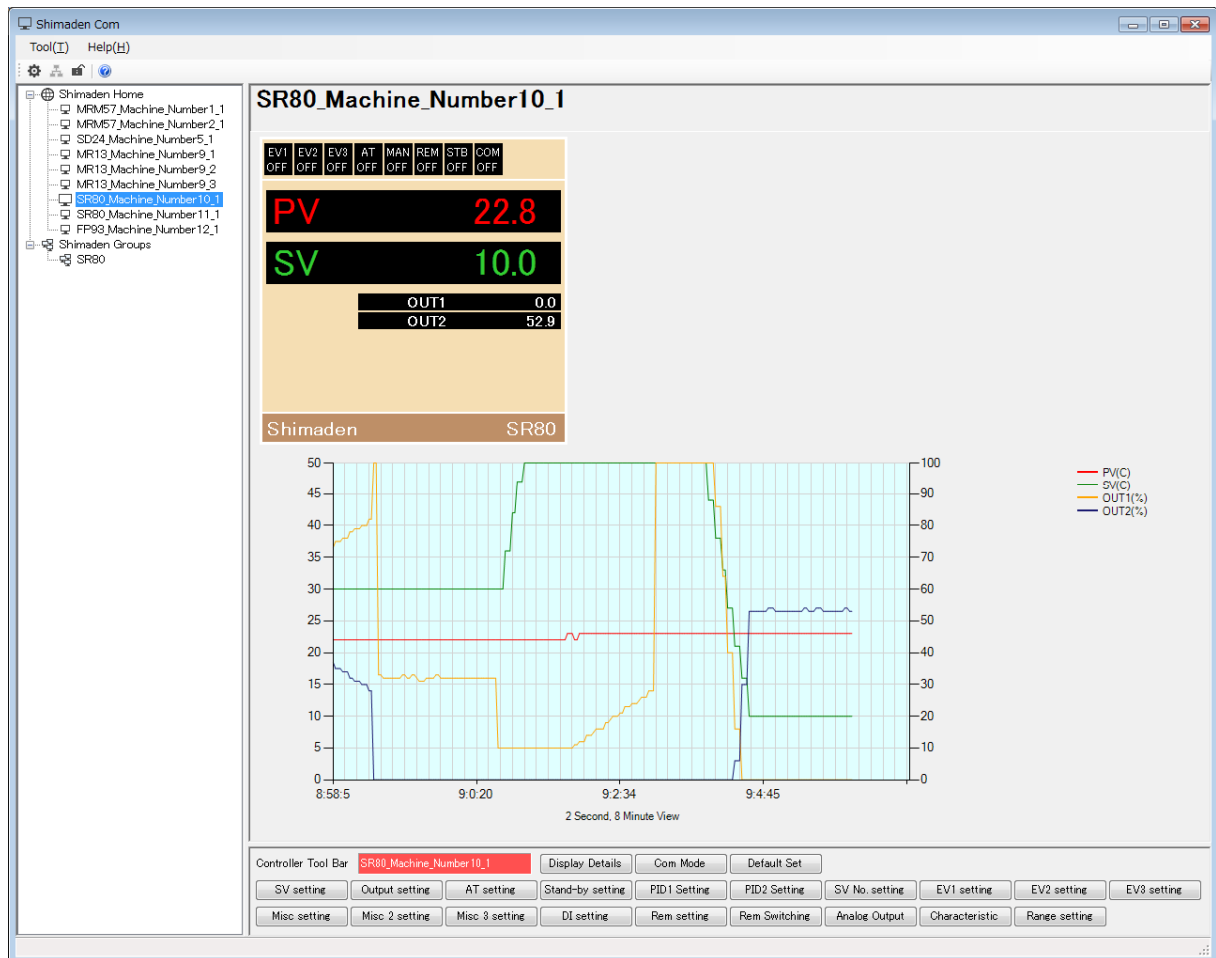 Shimaden Com
Tool(T) Help(H)
Shimaden Home
MRM57_Machine_Number1_1
MRM57_Machine_Number2_1
SD24_Machine_Number5_1
MR13_Machine_Number9_1
MR13_Machine_Number9_2
MR13_Machine_Number9_3
SR80_Machine_Number10_1
SR80_Machine_Number11_1
FP93_Machine_Number12_1
Shimaden Groups
SR80
SR80_Machine_Number10_1
EV1 EV2 EV3 AT MAN REM STB COM
OFF OFF OFF OFF OFF OFF OFF OFF
PV 22.8
SV 10.0
OUT1 0.0
OUT2 52.9
Shimaden SR80
50 100
45 90
40 80
35 70
30 60
25 50
20 40
15 30
10 20
5 10
0 0
8:58:5 9:0:20 9:2:34 9:4:45
2 Second, 8 Minute View
PV(C)
SV(C)
OUT1(%)
OUT2(%)
Controller Tool Bar SR80_Machine_Number10_1 Display Details Com Mode Default Set
SV setting Output setting AT setting Stand-by setting PID1 Setting PID2 Setting SV No. setting EV1 setting EV2 setting EV3 setting
Misc setting Misc 2 setting Misc 3 setting DI setting Rem setting Rem Switching Analog Output Characteristic Range setting